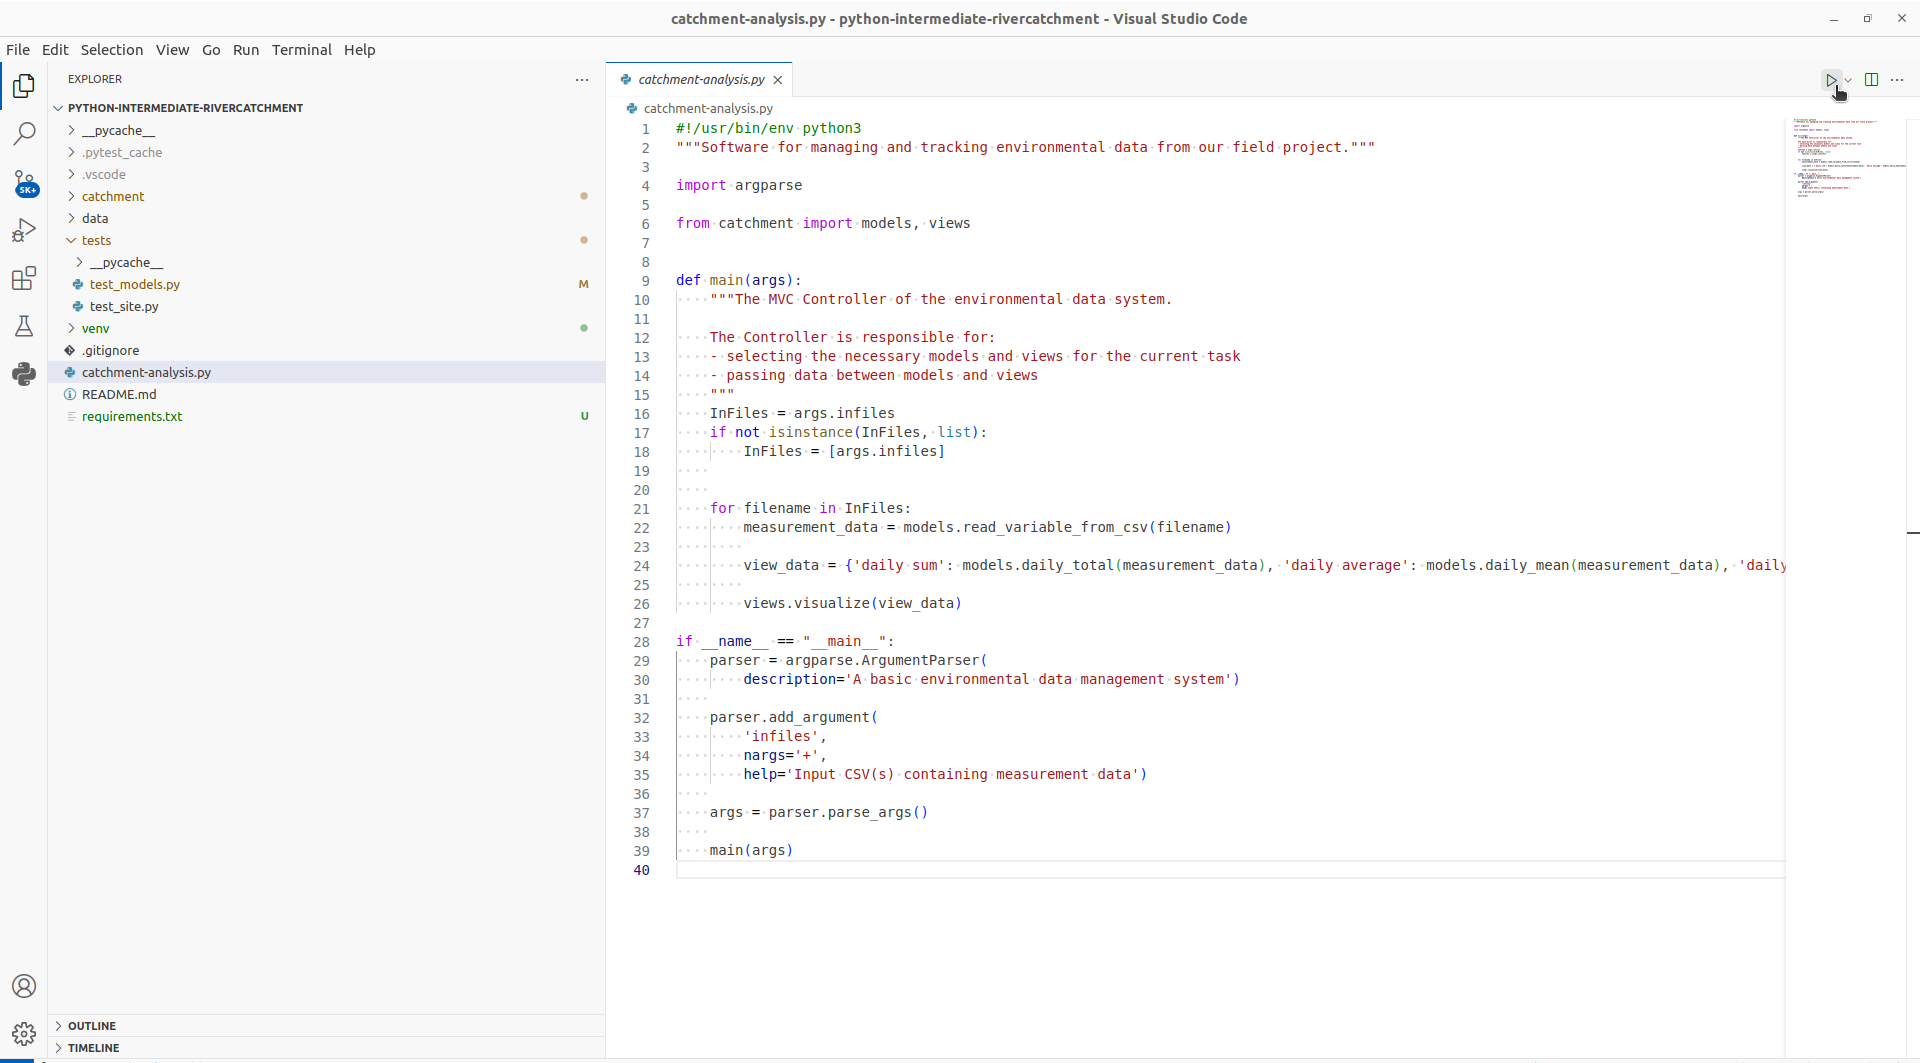 catchment-analysis.py - python-intermediate-rivercatchment - Visual Studio Code
File Edit Selection View Go Run Terminal Help
EXPLORER
PYTHON-INTERMEDIATE-RIVERCATCHMENT
__pycache__
.pytest_cache
.vscode
catchment
data
tests
__pycache__
test_models.py M
test_site.py
venv
.gitignore
catchment-analysis.py
README.md
requirements.txt U
OUTLINE
TIMELINE
5K+
catchment-analysis.py
catchment-analysis.py
1 #!/usr/bin/env python3
2 """Software for managing and tracking environmental data from our field project."""
3
4 import argparse
5
6 from catchment import models, views
7
8
9 def main(args):
10     """The MVC Controller of the environmental data system.
11
12     The Controller is responsible for:
13     - selecting the necessary models and views for the current task
14     - passing data between models and views
15     """
16     InFiles = args.infiles
17     if not isinstance(InFiles, list):
18         InFiles = [args.infiles]
19
20
21     for filename in InFiles:
22         measurement_data = models.read_variable_from_csv(filename)
23
24         view_data = {'daily sum': models.daily_total(measurement_data), 'daily average': models.daily_mean(measurement_data), 'daily
25
26         views.visualize(view_data)
27
28 if __name__ == "__main__":
29     parser = argparse.ArgumentParser(
30         description='A basic environmental data management system')
31
32     parser.add_argument(
33         'infiles',
34         nargs='+',
35         help='Input CSV(s) containing measurement data')
36
37     args = parser.parse_args()
38
39     main(args)
40